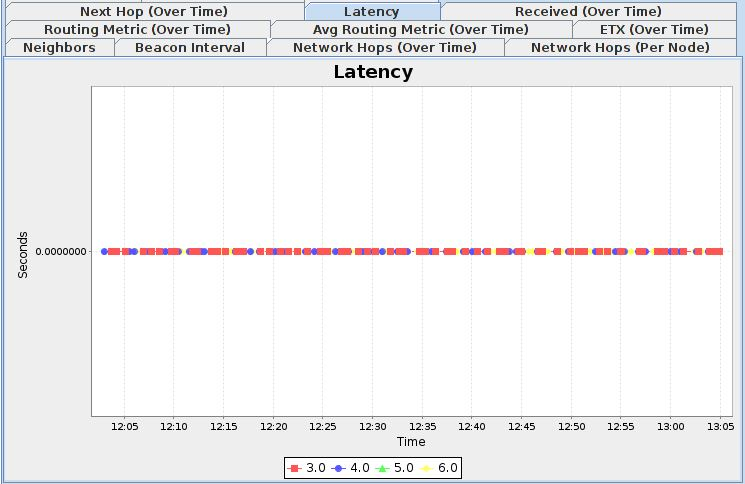 Next Hop (Over Time) Latency Received (Over Time)
Routing Metric (Over Time) Avg Routing Metric (Over Time) ETX (Over Time)
Neighbors Beacon Interval Network Hops (Over Time) Network Hops (Per Node)
Latency
Seconds
0.0000000
12:05 12:10 12:15 12:20 12:25 12:30 12:35 12:40 12:45 12:50 12:55 13:00 13:05
Time
3.0 4.0 5.0 6.0